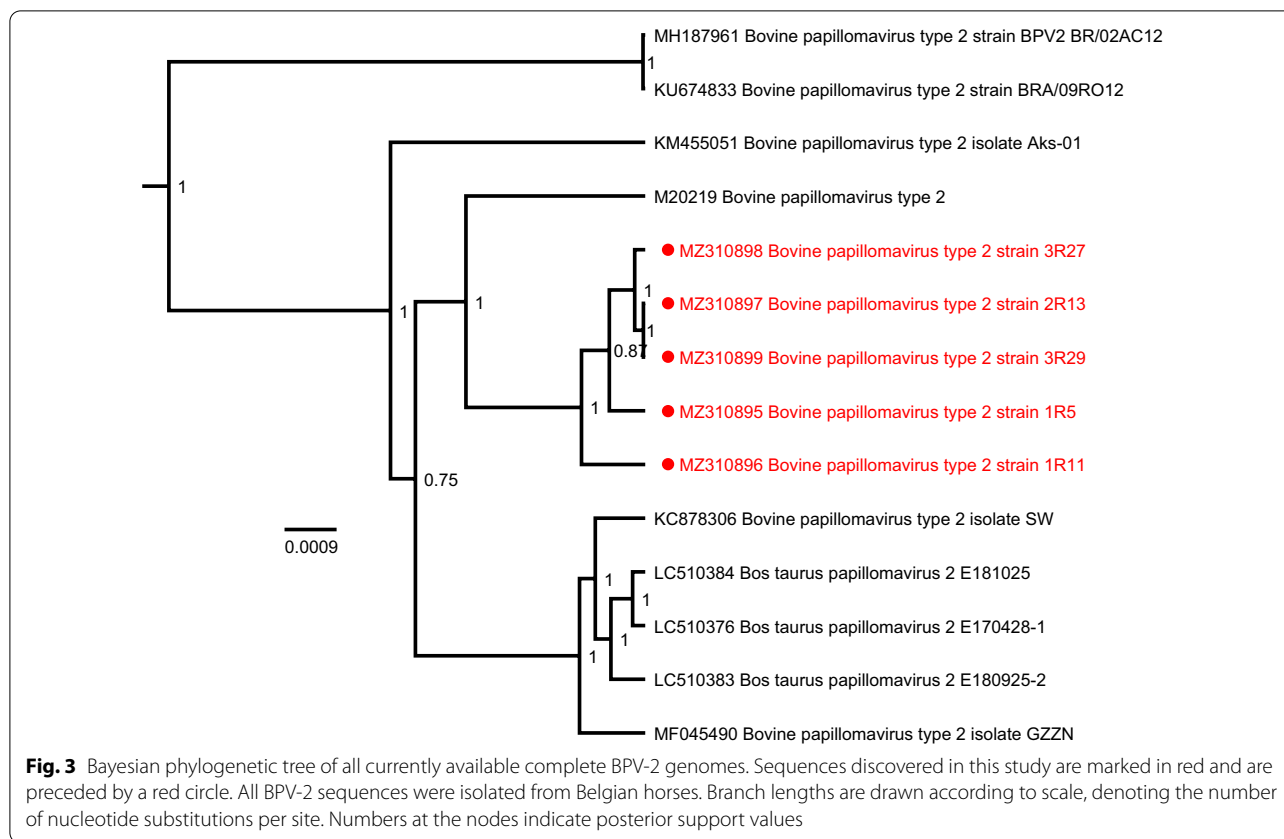 MH187961 Bovine papillomavirus type 2 strain BPV2 BR/02AC12
1
KU674833 Bovine papillomavirus type 2 strain BRA/09RO12
KM455051 Bovine papillomavirus type 2 isolate Aks-01
1
M20219 Bovine papillomavirus type 2
MZ310898 Bovine papillomavirus type 2 strain 3R27
1
MZ310897 Bovine papillomavirus type 2 strain 2R13
1
1
1
MZ310899 Bovine papillomavirus type 2 strain 3R29
0.87
MZ310895 Bovine papillomavirus type 2 strain 1R5
1
MZ310896 Bovine papillomavirus type 2 strain 1R11
0.75
KC878306 Bovine papillomavirus type 2 isolate SW
0.0009
LC510384 Bos taurus papillomavirus 2 E181025
1
1
LC510376 Bos taurus papillomavirus 2 E170428-1
1
1
LC510383 Bos taurus papillomavirus 2 E180925-2
MF045490 Bovine papillomavirus type 2 isolate GZZN
Fig. 3 Bayesian phylogenetic tree of all currently available complete BPV-2 genomes. Sequences discovered in this study are marked in red and are
preceded by a red circle. All BPV-2 sequences were isolated from Belgian horses. Branch lengths are drawn according to scale, denoting the number
of nucleotide substitutions per site. Numbers at the nodes indicate posterior support values